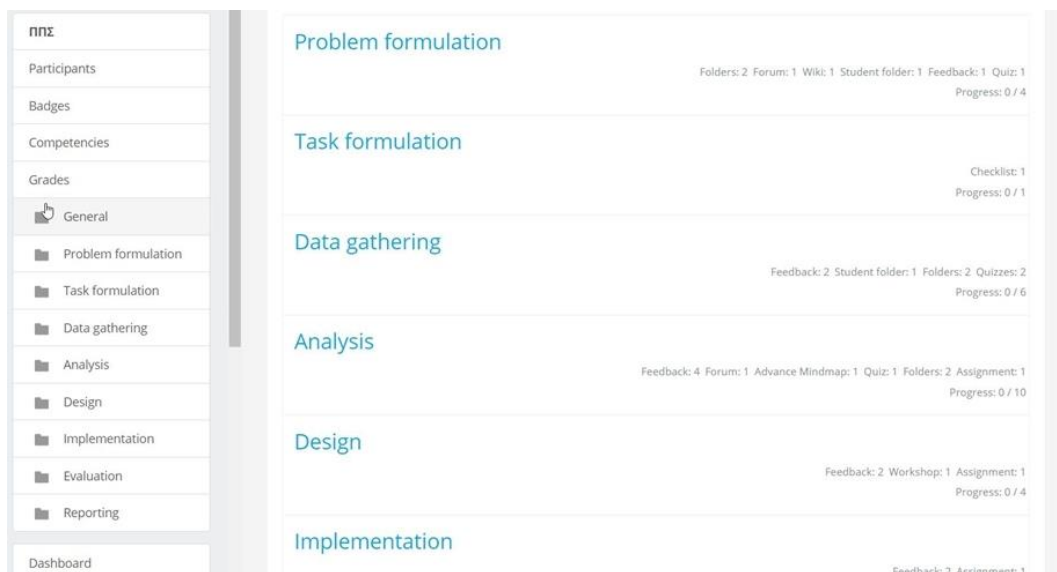 ΠΠΣ
Participants
Badges
Competencies
Grades
General
Problem formulation
Task formulation
Data gathering
Analysis
Design
Implementation
Evaluation
Reporting
Dashboard
Problem formulation
Folders: 2 Forum: 1 Wiki: 1 Student folder: 1 Feedback: 1 Quiz: 1
Progress: 0 / 4
Task formulation
Checklist: 1
Progress: 0 / 1
Data gathering
Feedback: 2 Student folder: 1 Folders: 2 Quizzes: 2
Progress: 0 / 6
Analysis
Feedback: 4 Forum: 1 Advance Mindmap: 1 Quiz: 1 Folders: 2 Assignment: 1
Progress: 0 / 10
Design
Feedback: 2 Workshop: 1 Assignment: 1
Progress: 0 / 4
Implementation
Feedback: 2 Assignment: 1